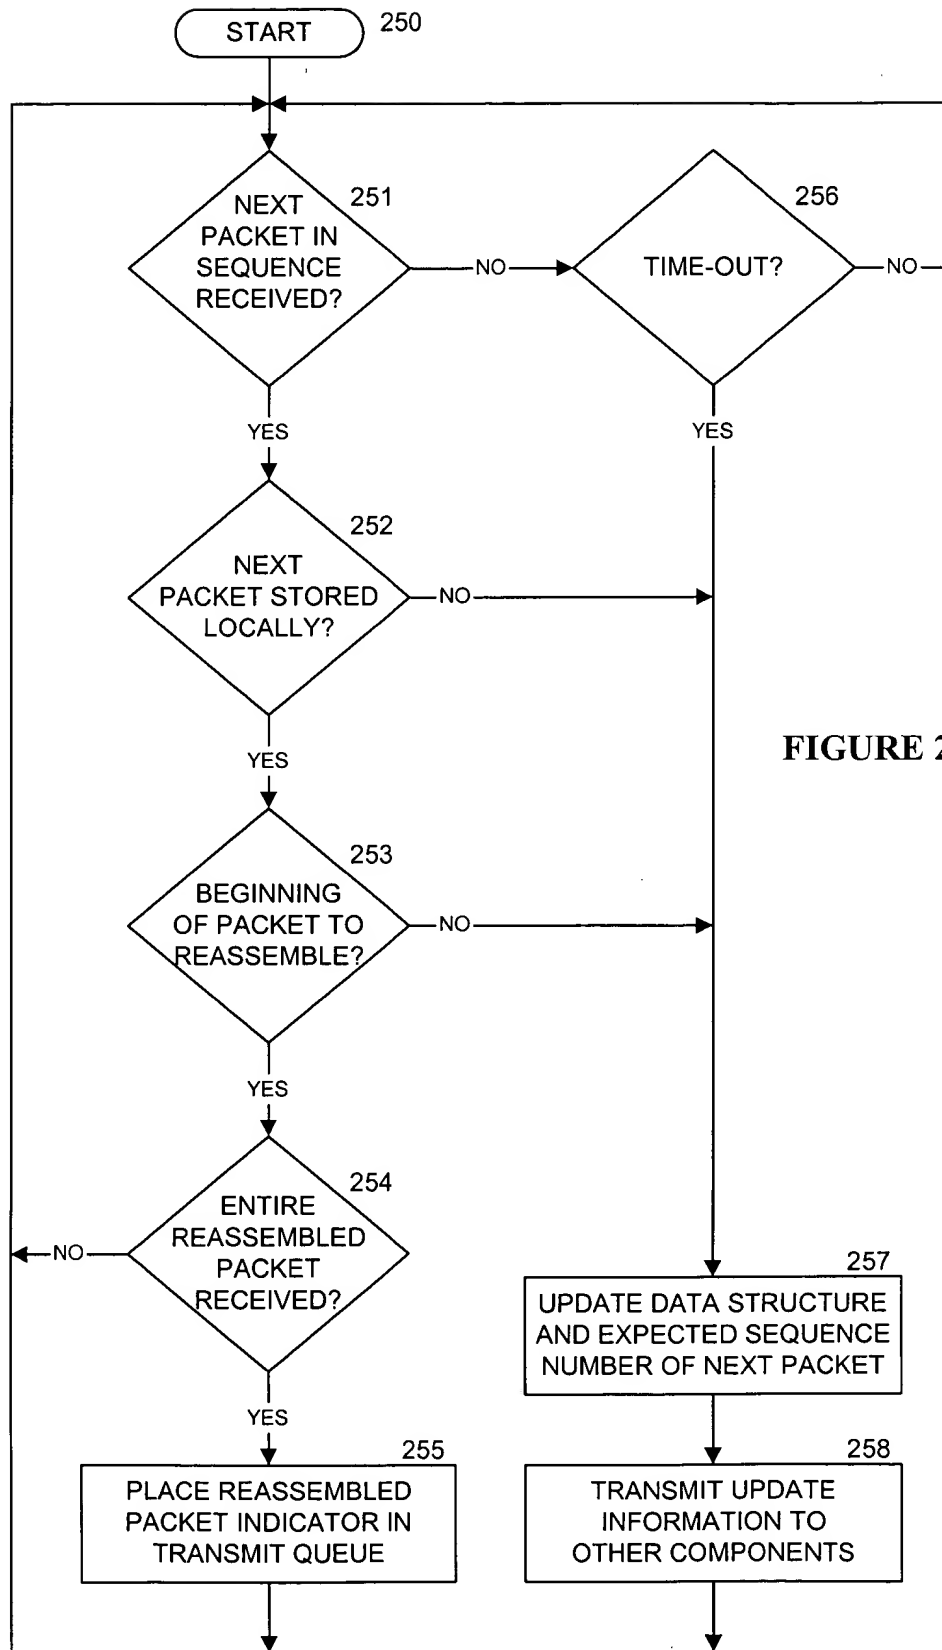 START
250
NEXT
PACKET IN
SEQUENCE
RECEIVED?
251
NO
TIME-OUT?
256
NO
YES
YES
NEXT
PACKET STORED
LOCALLY?
252
NO
YES
FIGURE 2
BEGINNING
OF PACKET TO
REASSEMBLE?
253
NO
YES
ENTIRE
REASSEMBLED
PACKET
RECEIVED?
254
NO
YES
257
UPDATE DATA STRUCTURE
AND EXPECTED SEQUENCE
NUMBER OF NEXT PACKET
255
PLACE REASSEMBLED
PACKET INDICATOR IN
TRANSMIT QUEUE
258
TRANSMIT UPDATE
INFORMATION TO
OTHER COMPONENTS